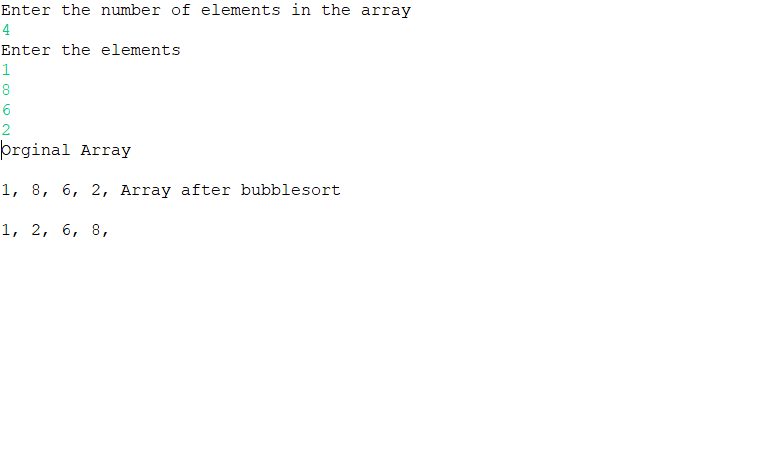 Enter the number of elements in the array
4
Enter the elements
1
8
6
2
Orginal Array
1, 8, 6, 2, Array after bubblesort
1, 2, 6, 8,